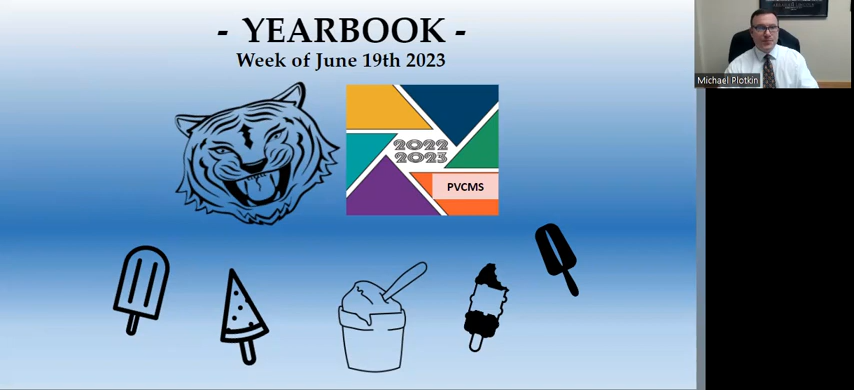 - YEARBOOK -
Week of June 19th 2023
2022
2023
PVCMS
Michael Plotkin